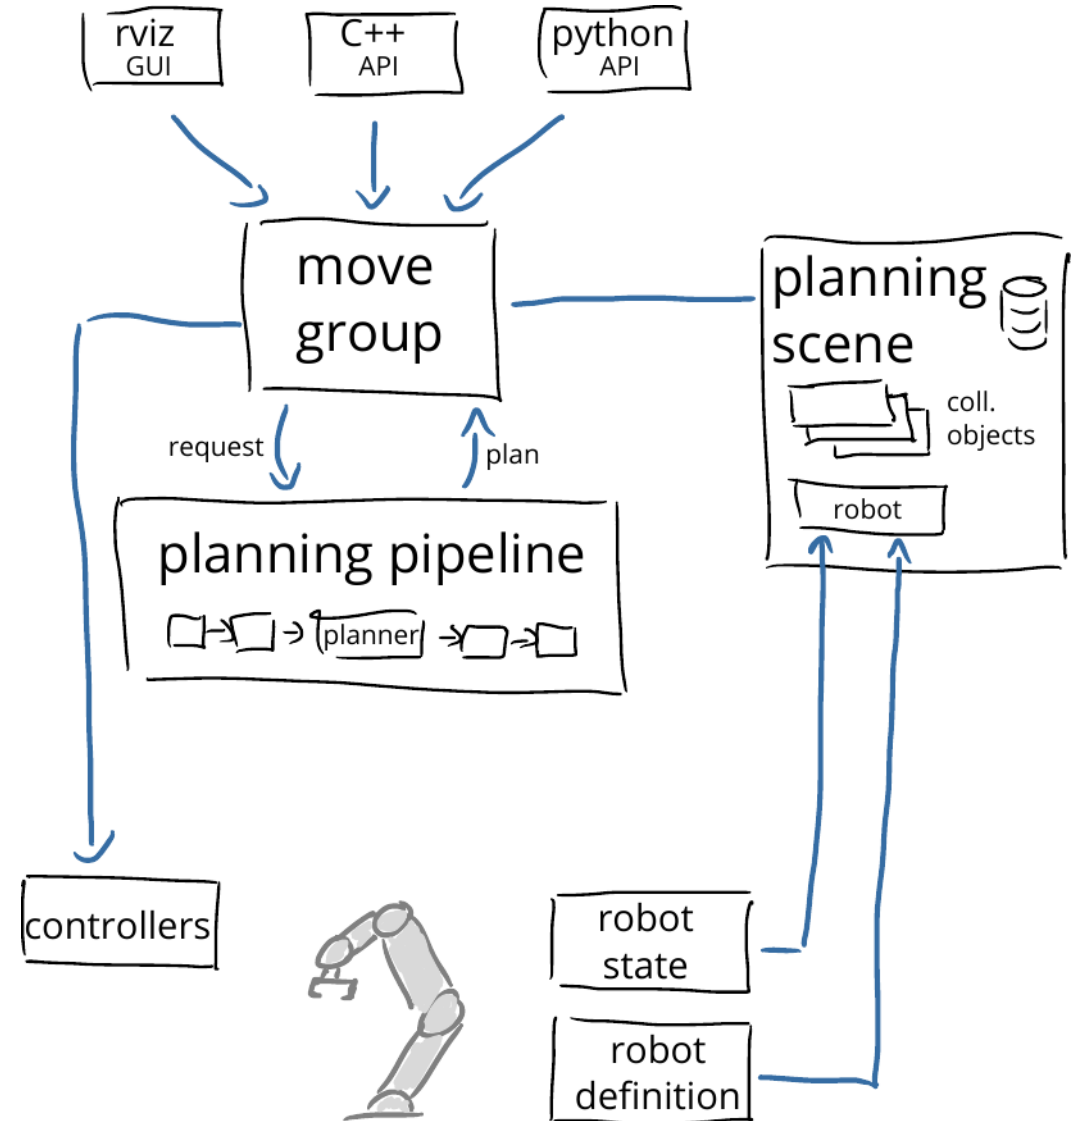 rviz
GUI
C++
API
python
API
move
group
planning
scene
coll.
objects
robot
request
plan
planning pipeline
planner
controllers
robot
state
robot
definition